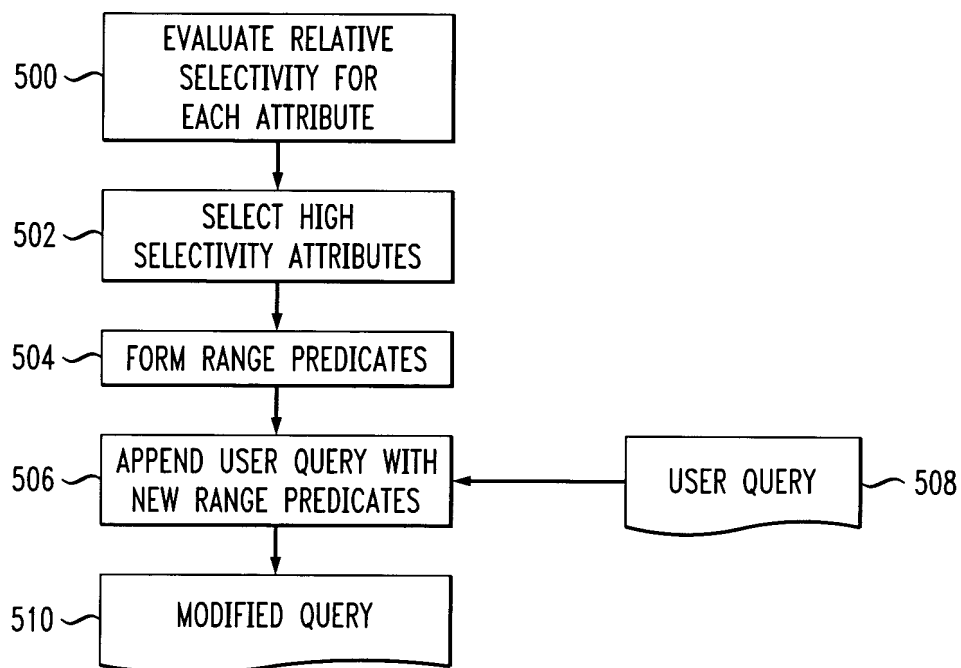 500
EVALUATE RELATIVE
SELECTIVITY FOR
EACH ATTRIBUTE
502
SELECT HIGH
SELECTIVITY ATTRIBUTES
504
FORM RANGE PREDICATES
506
APPEND USER QUERY WITH
NEW RANGE PREDICATES
USER QUERY
508
510
MODIFIED QUERY